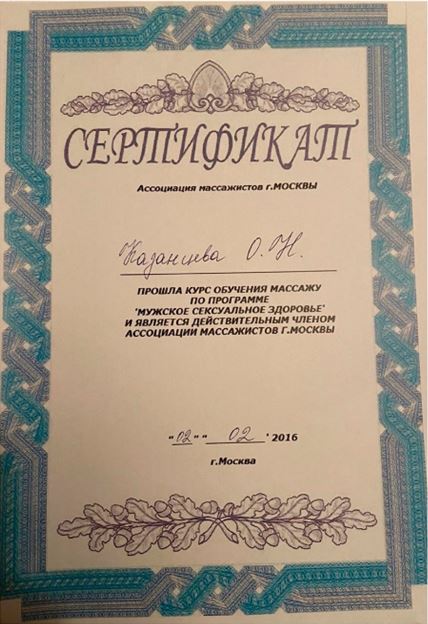 СЕРТИФИКАТ
Ассоциация массажистов г.МОСКВЫ
Казанцева О.Н.
ПРОШЛА КУРС ОБУЧЕНИЯ МАССАЖУ
ПО ПРОГРАММЕ
'МУЖСКОЕ СЕКСУАЛЬНОЕ ЗДОРОВЬЕ'
И ЯВЛЯЕТСЯ ДЕЙСТВИТЕЛЬНЫМ ЧЛЕНОМ
АССОЦИАЦИИ МАССАЖИСТОВ Г.МОСКВЫ
"02" " 02 ' 2016
г.Москва